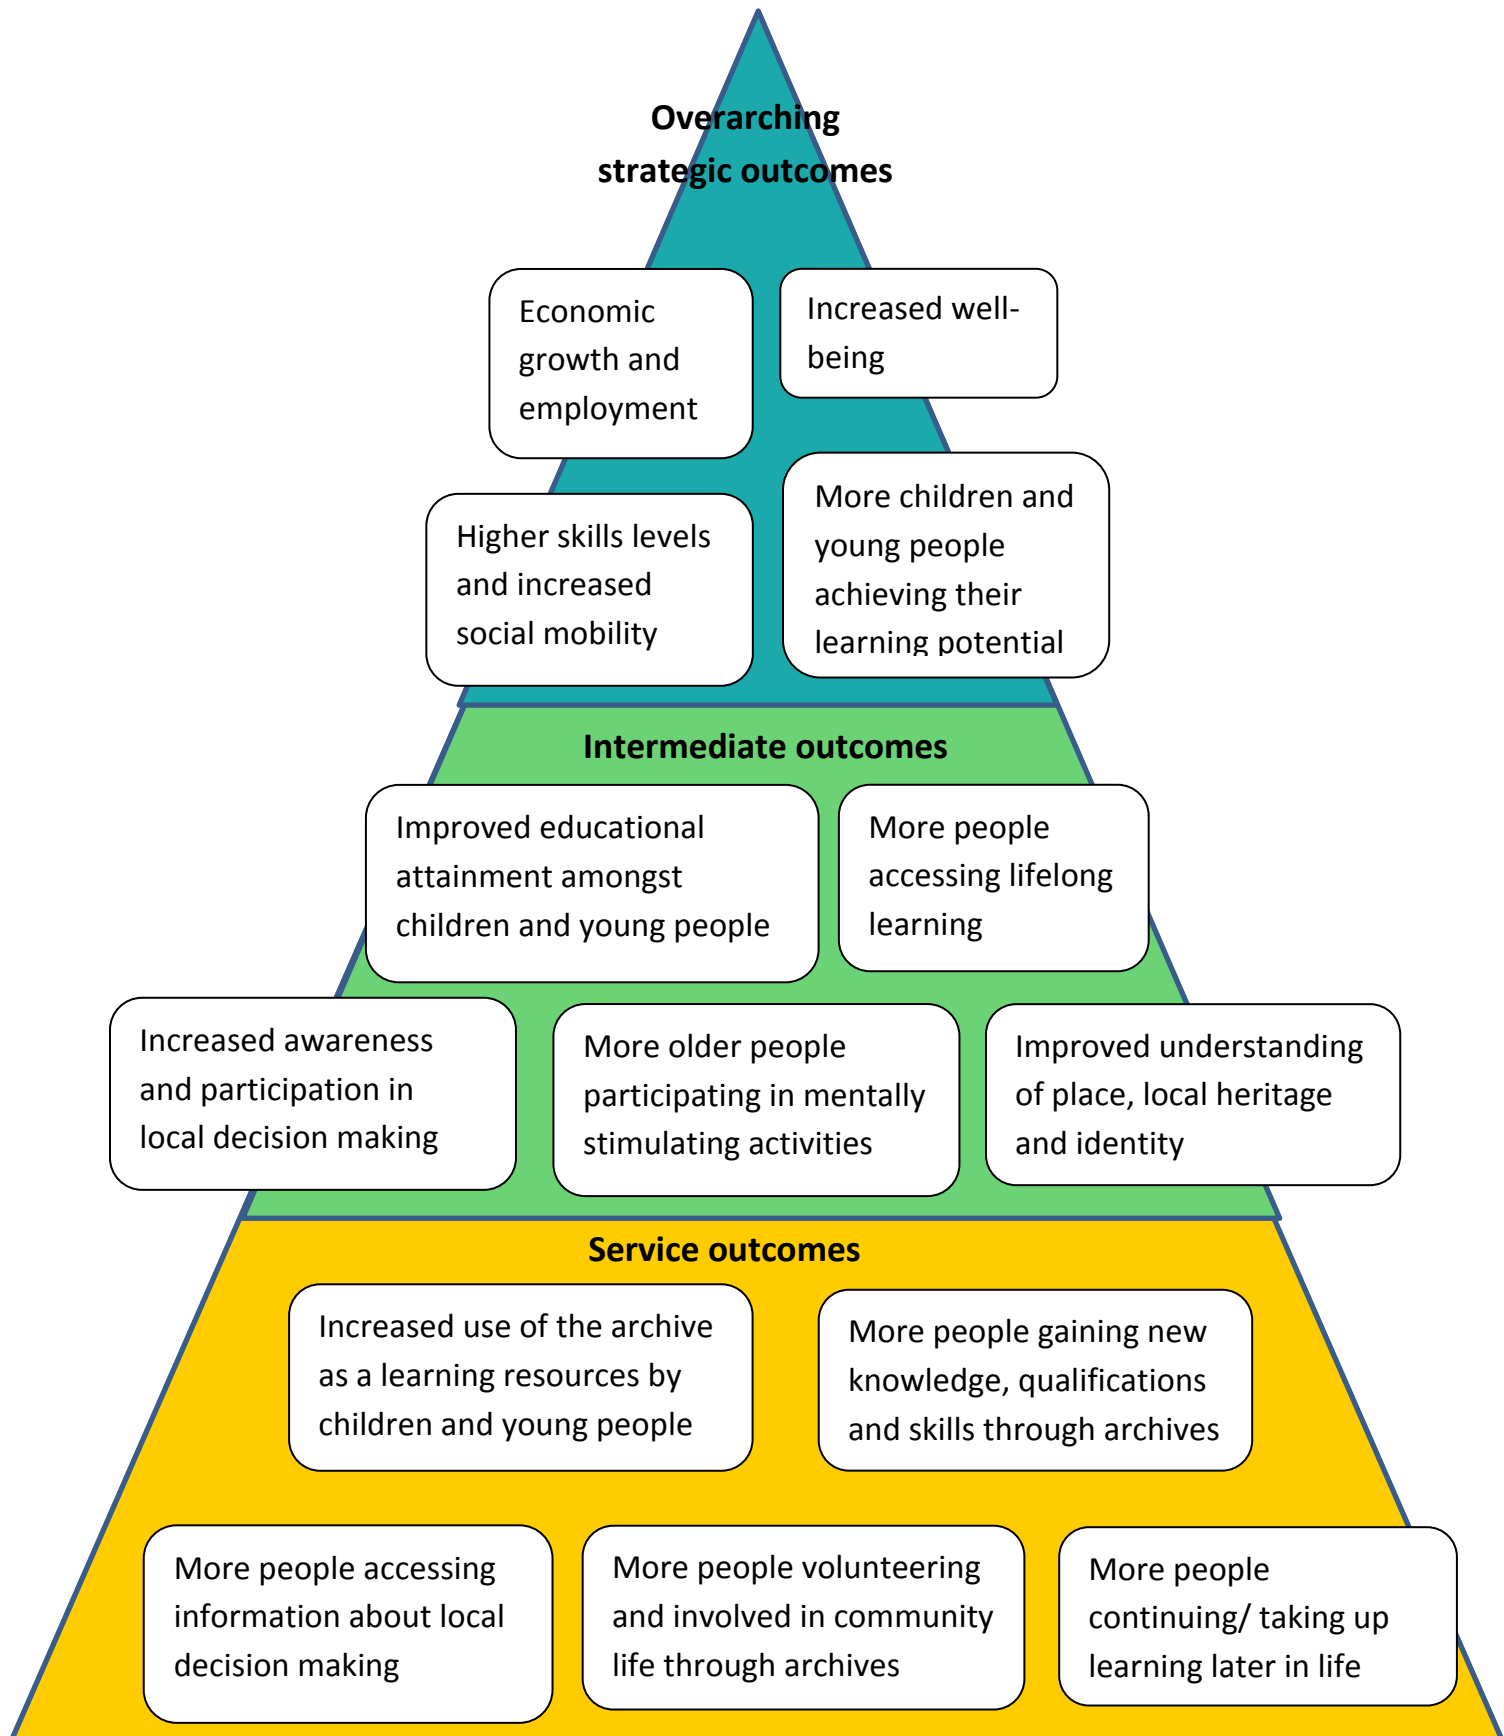 Overarching
strategic outcomes
Economic
growth and
employment
Increased well-
being
Higher skills levels
and increased
social mobility
More children and
young people
achieving their
learning potential
Intermediate outcomes
Improved educational
attainment amongst
children and young people
More people
accessing lifelong
learning
Increased awareness
and participation in
local decision making
More older people
participating in mentally
stimulating activities
Improved understanding
of place, local heritage
and identity
Service outcomes
Increased use of the archive
as a learning resources by
children and young people
More people gaining new
knowledge, qualifications
and skills through archives
More people accessing
information about local
decision making
More people volunteering
and involved in community
life through archives
More people
continuing/ taking up
learning later in life